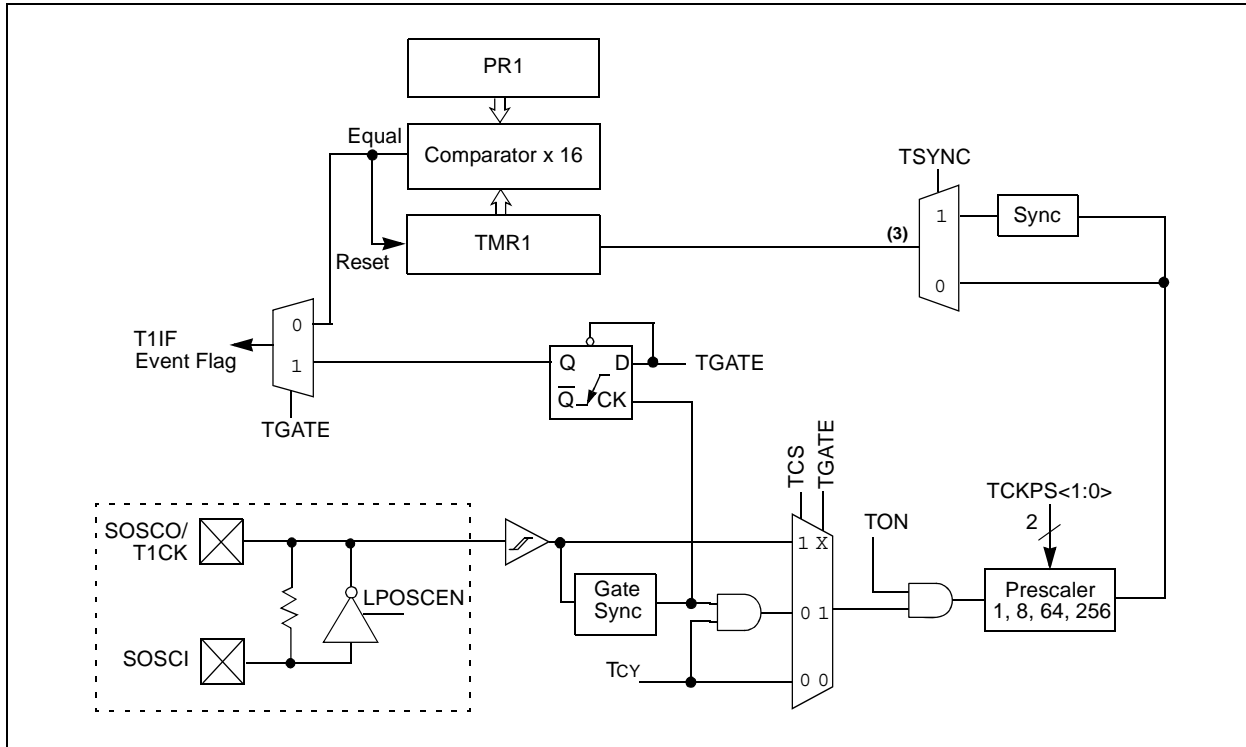 PR1
Equal
Comparator x 16
TSYNC
1
Sync
(3)
TMR1
Reset
0
0
T1IF
Event Flag
1
Q
D
TGATE
Q̅
CK
TGATE
TCS
TGATE
TCKPS<1:0>
2
SOSCO/
T1CK
TON
1 X
Gate
Sync
Prescaler
1, 8, 64, 256
LPOSCEN
0 1
SOSCI
TCY
0 0